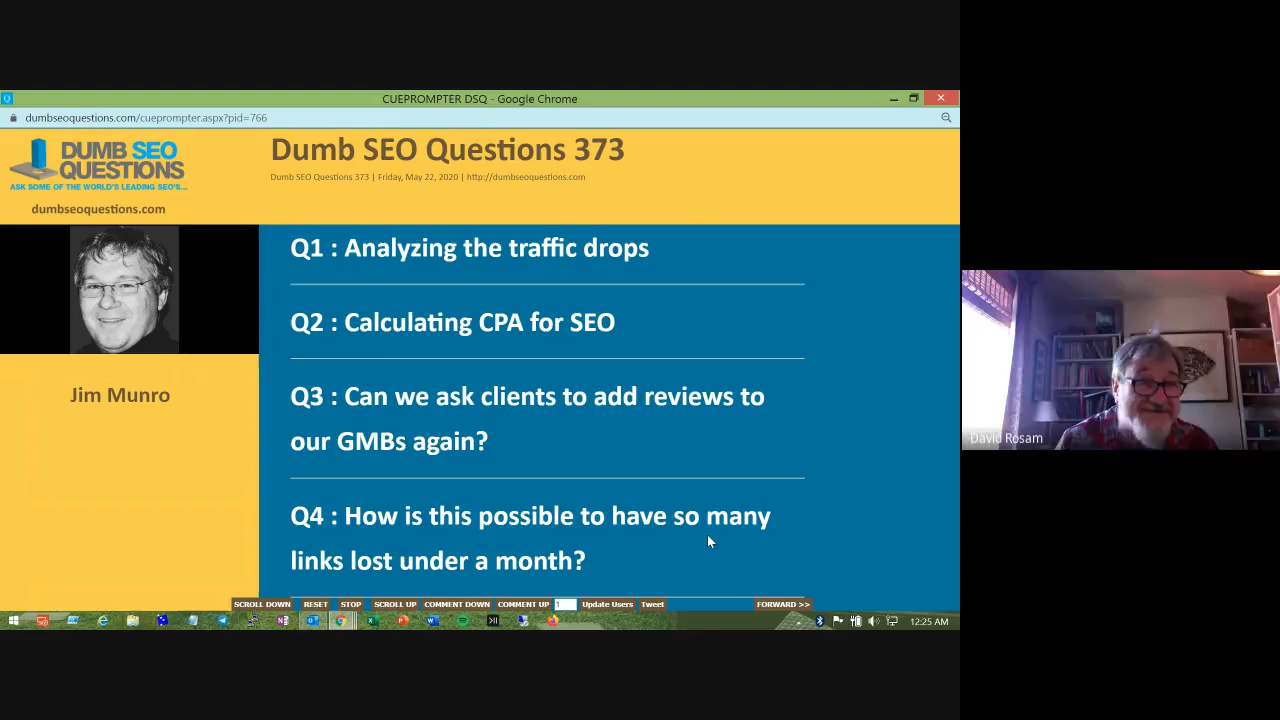 CUEPROMPTER DSQ - Google Chrome
dumbseoquestions.com/cueprompter.aspx?pid=766
DUMB SEO
QUESTIONS
ASK SOME OF THE WORLD'S LEADING SEO'S...
dumbseoquestions.com
Dumb SEO Questions 373
Dumb SEO Questions 373 | Friday, May 22, 2020 | http://dumbseoquestions.com
Jim Munro
Q1 : Analyzing the traffic drops
Q2 : Calculating CPA for SEO
Q3 : Can we ask clients to add reviews to
our GMBs again?
Q4 : How is this possible to have so many
links lost under a month?
David Rosam
SCROLL DOWN RESET STOP SCROLL UP COMMENT DOWN COMMENT UP 1 Update Users Tweet FORWARD >>
12:25 AM